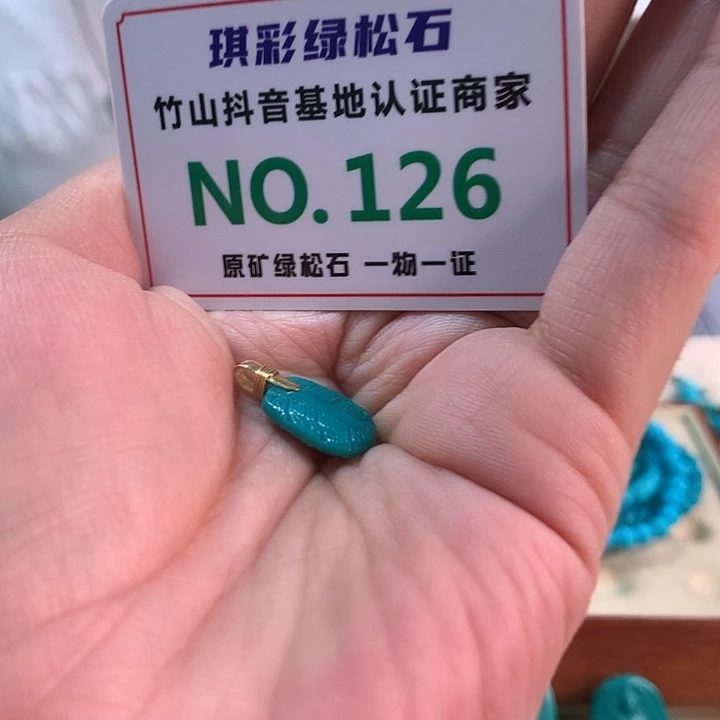 琪彩绿松石
竹山抖音基地认证商家
NO.126
原矿绿松石 一物一证